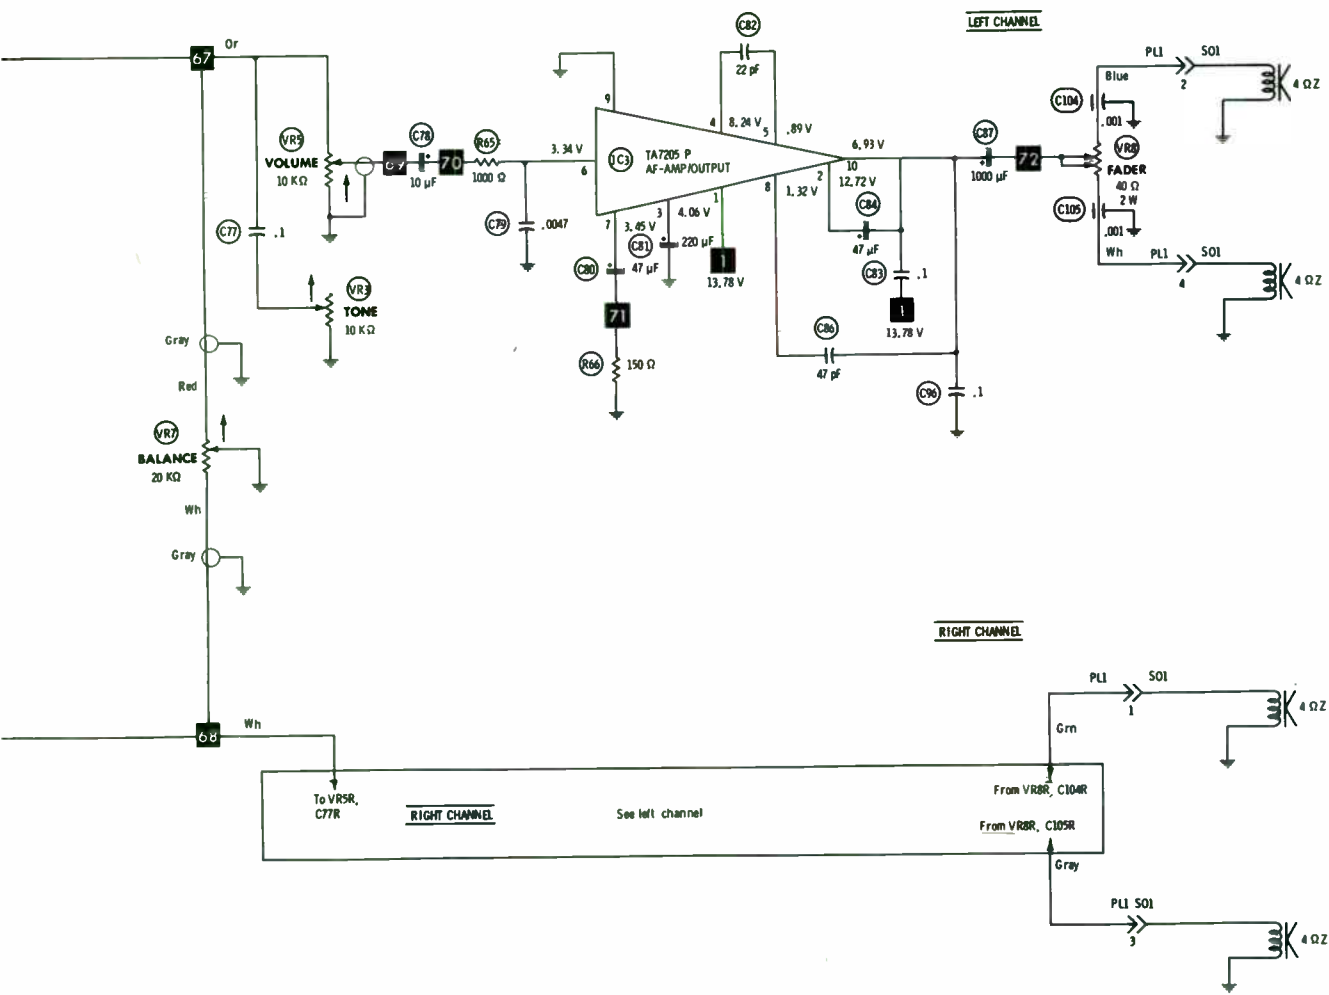 LEFT CHANNEL
67
Or
C82
22 pF
PL1
SO1
2
4 Ω Z
Blue
C104
.001
VR5
VOLUME
10 KΩ
C78
10 µF
70
R65
1000 Ω
9
4
8.24 V
5
.89 V
3.34 V
6
IC3
TA7205 P
AF-AMP/OUTPUT
6.93 V
10
12.72 V
2
C87
1000 µF
72
VR8
FADER
40 Ω
2 W
C105
.001
Wh
C77
.1
C79
.0047
7
3.45 V
3
4.06 V
1
8
1.32 V
C84
47 µF
C80
47 µF
C81
220 µF
1
13.78 V
C83
.1
1
13.78 V
PL1
SO1
4
4 Ω Z
VR3
TONE
10 KΩ
71
R66
150 Ω
C86
47 pF
C96
.1
Gray
Red
VR7
BALANCE
20 KΩ
Wh
Gray
RIGHT CHANNEL
68
Wh
PL1
SO1
1
4 Ω Z
Grn
To VR5R,
C77R
RIGHT CHANNEL
See left channel
From VR8R, C104R
From VR8R, C105R
Gray
PL1 SO1
3
4 Ω Z